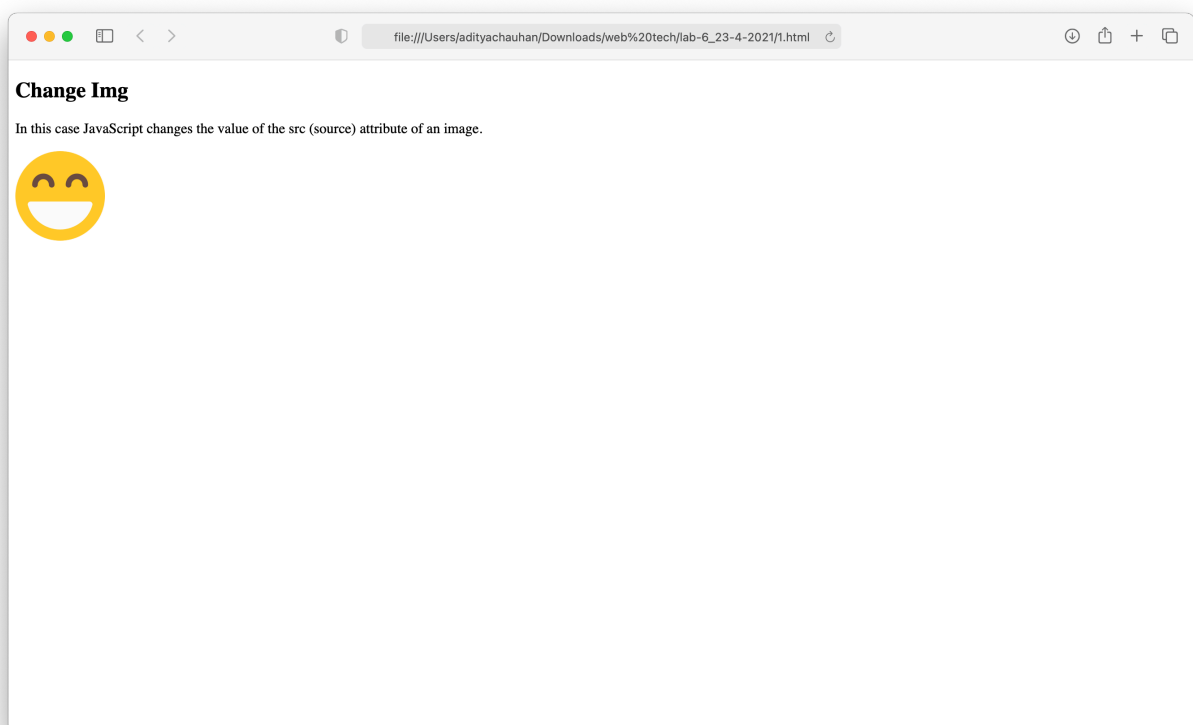 file:///Users/adityachauhan/Downloads/web%20tech/lab-6_23-4-2021/1.html
Change Img
In this case JavaScript changes the value of the src (source) attribute of an image.